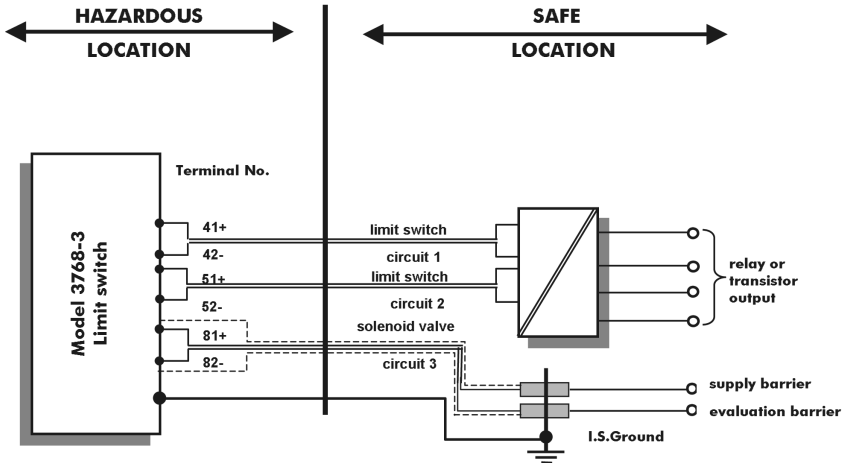 HAZARDOUS
LOCATION
SAFE
LOCATION
Terminal No.
Model 3768-3
Limit switch
41+
42-
51+
52-
81+
82-
limit switch
circuit 1
limit switch
circuit 2
solenoid valve
circuit 3
relay or
transistor
output
supply barrier
evaluation barrier
I.S.Ground